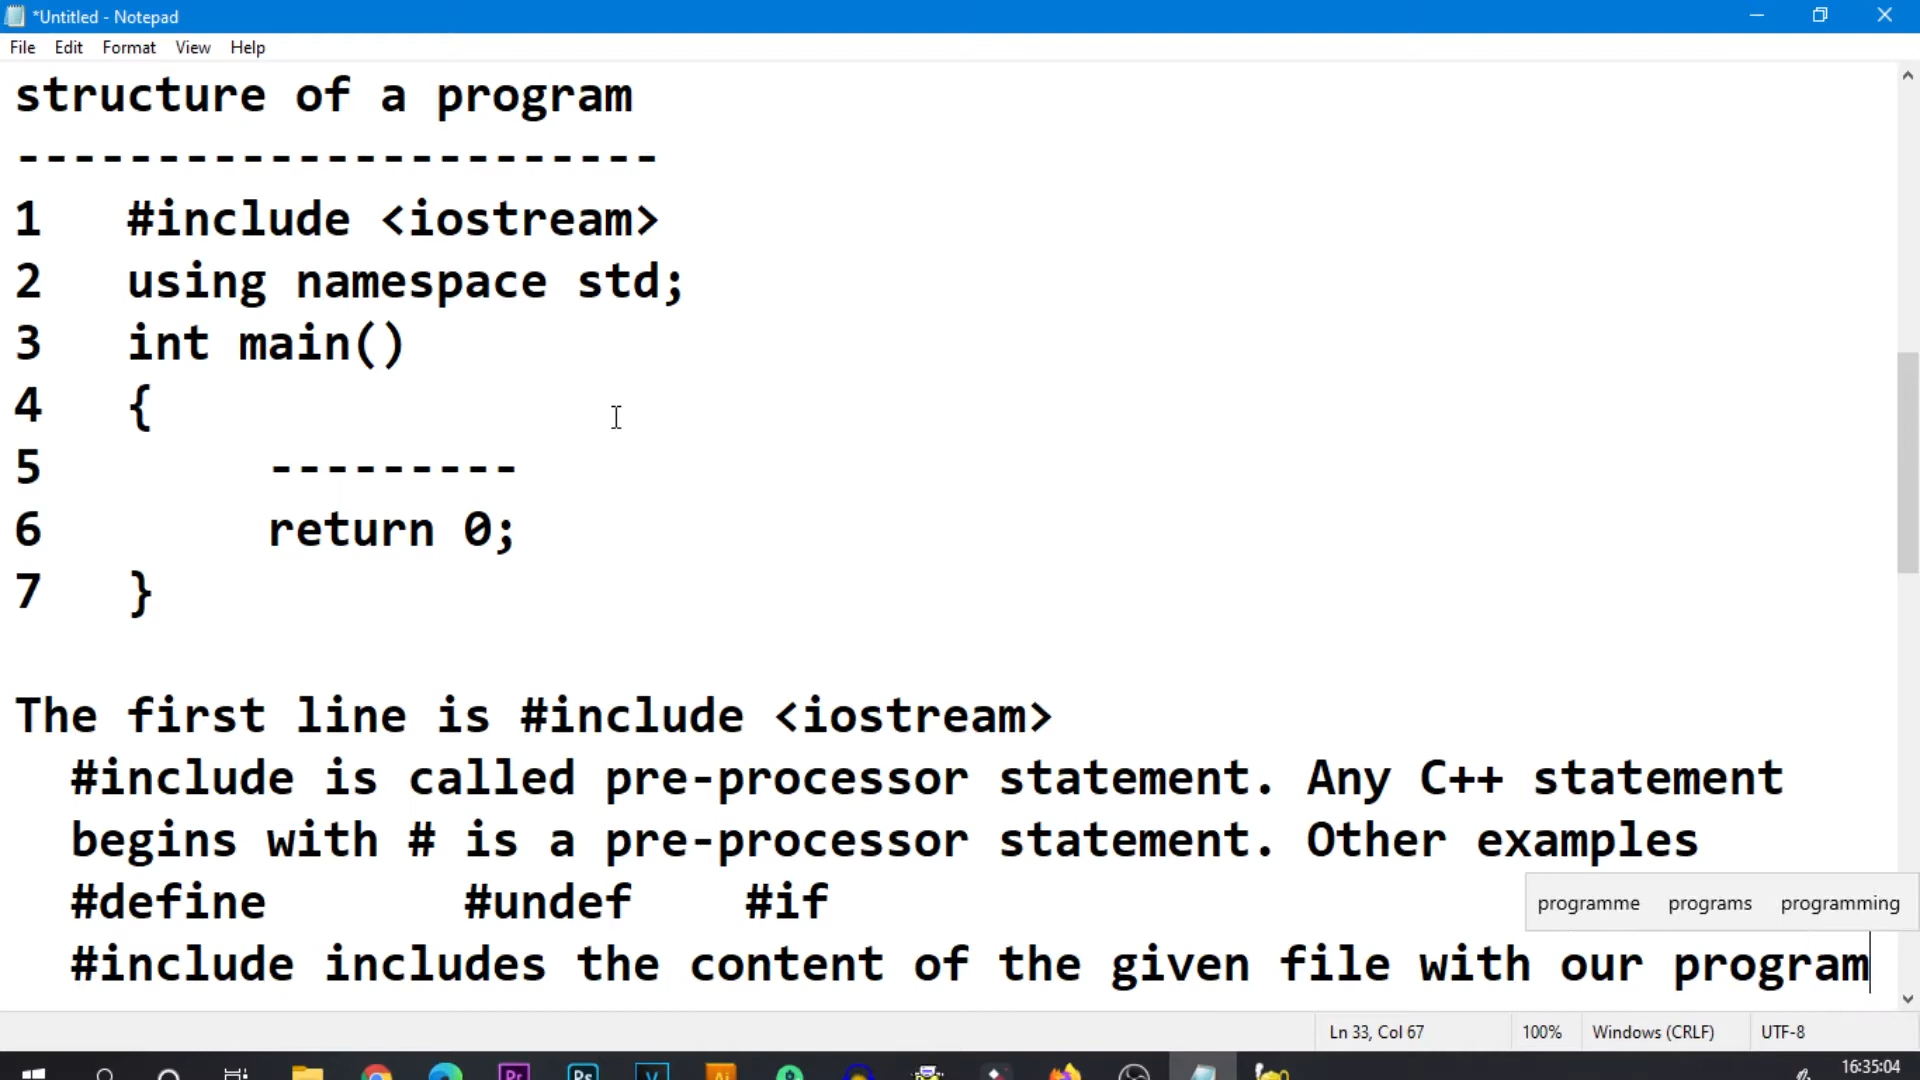 *Untitled - Notepad
File Edit Format View Help
structure of a program
-----------------------
1 #include <iostream>
2 using namespace std;
3 int main()
4 {
5 ---------
6 return 0;
7 }
The first line is #include <iostream>
#include is called pre-processor statement. Any C++ statement
begins with # is a pre-processor statement. Other examples
#define #undef #if
programme programs programming
#include includes the content of the given file with our program
Ln 33, Col 67 100% Windows (CRLF) UTF-8
Pr Ps V Ai
16:35:04